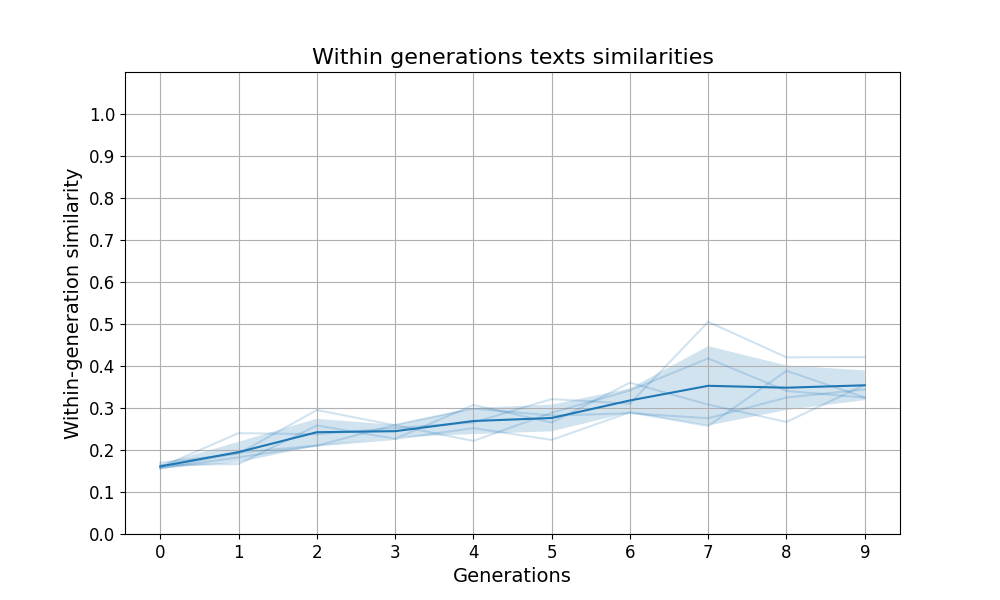 Within generations texts similarities
Within-generation similarity
1.0
0.9
0.8
0.7
0.6
0.5
0.4
0.3
0.2
0.1
0.0
0 1 2 3 4 5 6 7 8 9
Generations